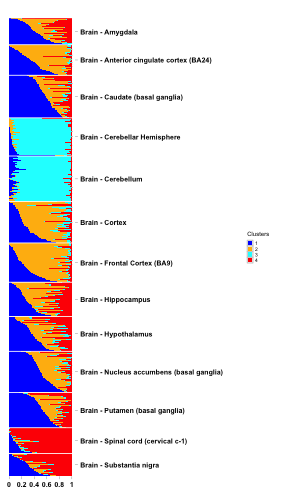 Brain - Amygdala
Brain - Anterior cingulate cortex (BA24)
Brain - Caudate (basal ganglia)
Brain - Cerebellar Hemisphere
Brain - Cerebellum
Brain - Cortex
Clusters
1
2
3
4
Brain - Frontal Cortex (BA9)
Brain - Hippocampus
Brain - Hypothalamus
Brain - Nucleus accumbens (basal ganglia)
Brain - Putamen (basal ganglia)
Brain - Spinal cord (cervical c-1)
Brain - Substantia nigra
0 0.2 0.4 0.6 0.8 1